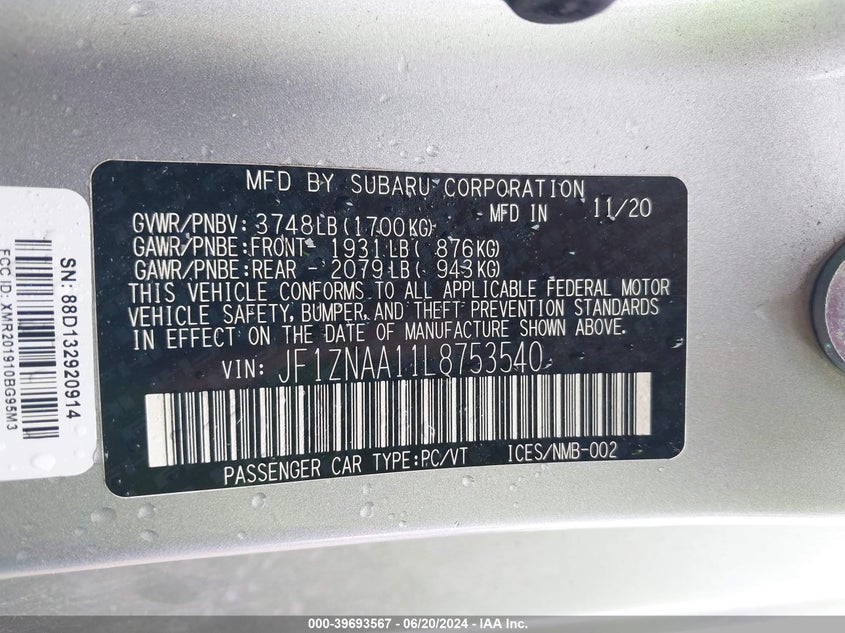 MFD BY SUBARU CORPORATION
MFD IN 11/20
GVWR/PNBV: 3748LB(1700KG)
GAWR/PNBE:FRONT- 1931LB( 876KG)
GAWR/PNBE:REAR - 2079LB( 943KG)
THIS VEHICLE CONFORMS TO ALL APPLICABLE FEDERAL MOTOR
VEHICLE SAFETY, BUMPER, AND THEFT PREVENTION STANDARDS
IN EFFECT ON THE DATE OF MANUFACTURE SHOWN ABOVE.
VIN: JF1ZNAA11L8753540
PASSENGER CAR TYPE:PC/VT ICES/NMB-002
SN: 88D132920914
FCC ID: XMR201910BG95M3
000-39693567 - 06/20/2024 - IAA Inc.